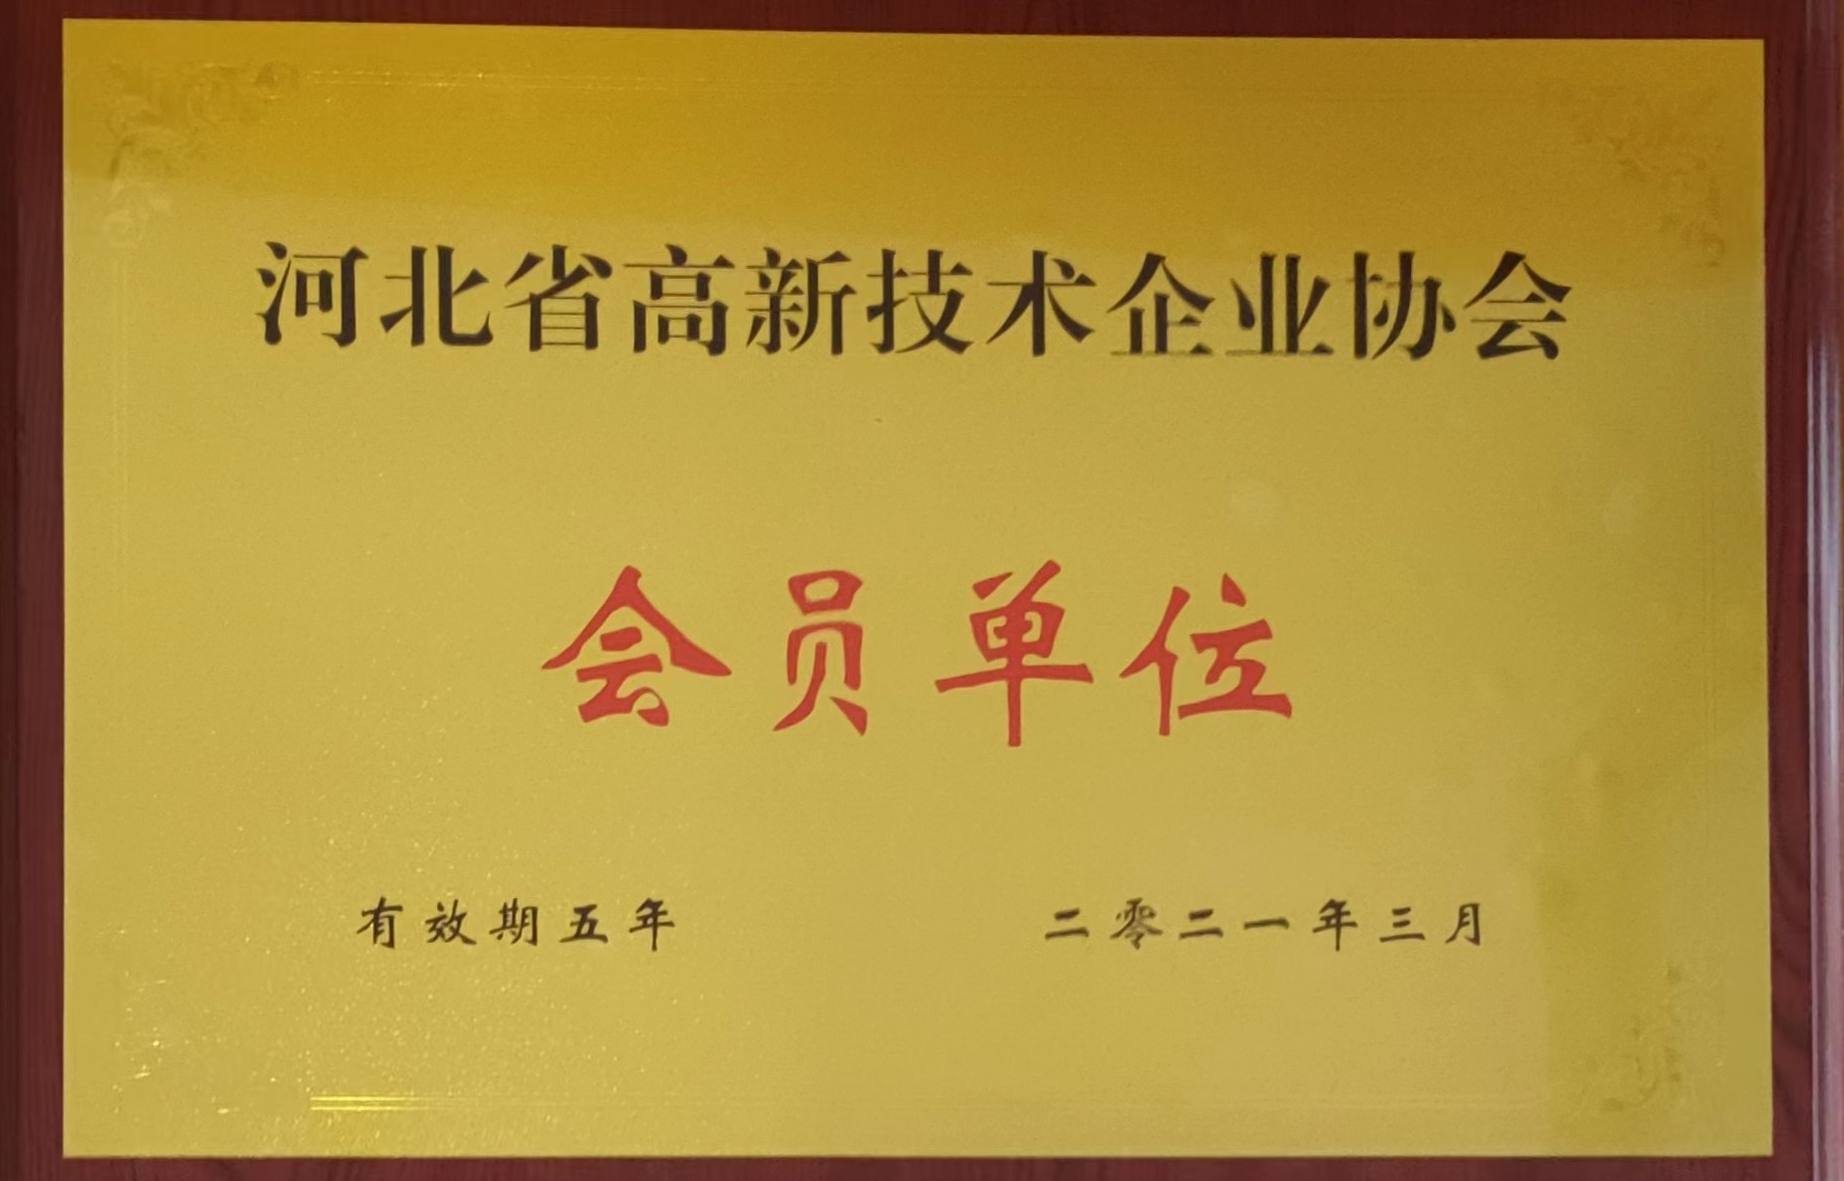 河北省高新技术企业协会
会员单位
有效期五年 二零二一年三月